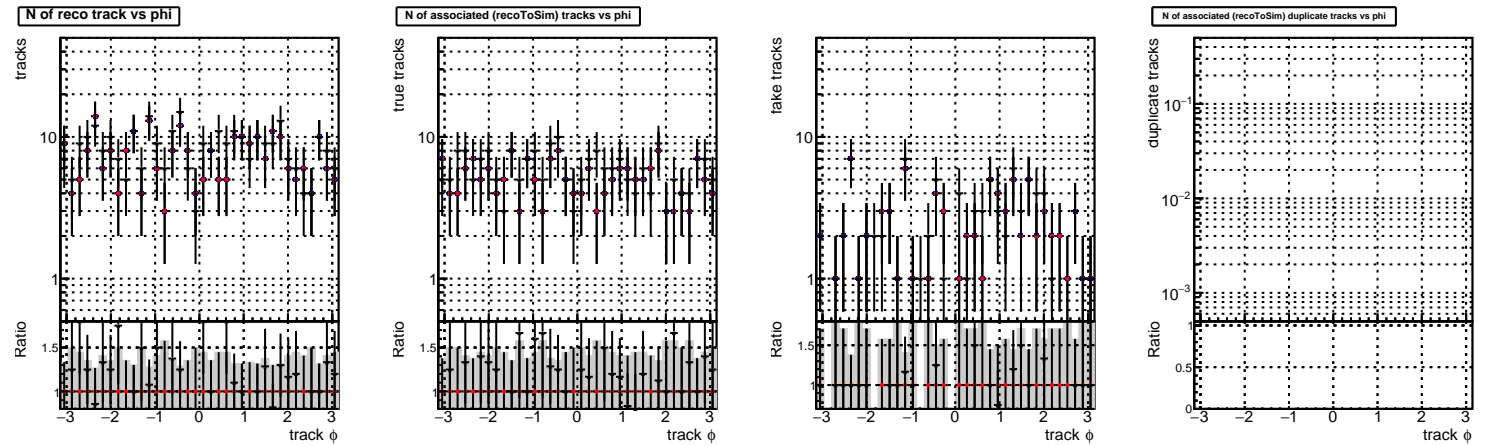 N of reco track vs phi
tracks
10
1
Ratio
1.5
1
−3 −2 −1 0 1 2 3
track ϕ
N of associated (recoToSim) tracks vs phi
true tracks
10
1
Ratio
1.5
1
−3 −2 −1 0 1 2 3
track ϕ
fake tracks
10
1
Ratio
1.5
1
−3 −2 −1 0 1 2 3
track ϕ
N of associated (recoToSim) duplicate tracks vs phi
duplicate tracks
10−1
10−2
10−3
Ratio
1
0.5
0
−3 −2 −1 0 1 2 3
track ϕ